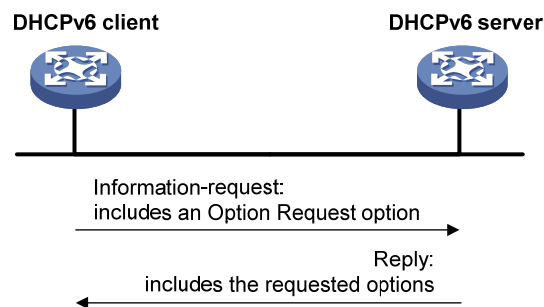 DHCPv6 client
DHCPv6 server
Information-request:
includes an Option Request option
Reply:
includes the requested options